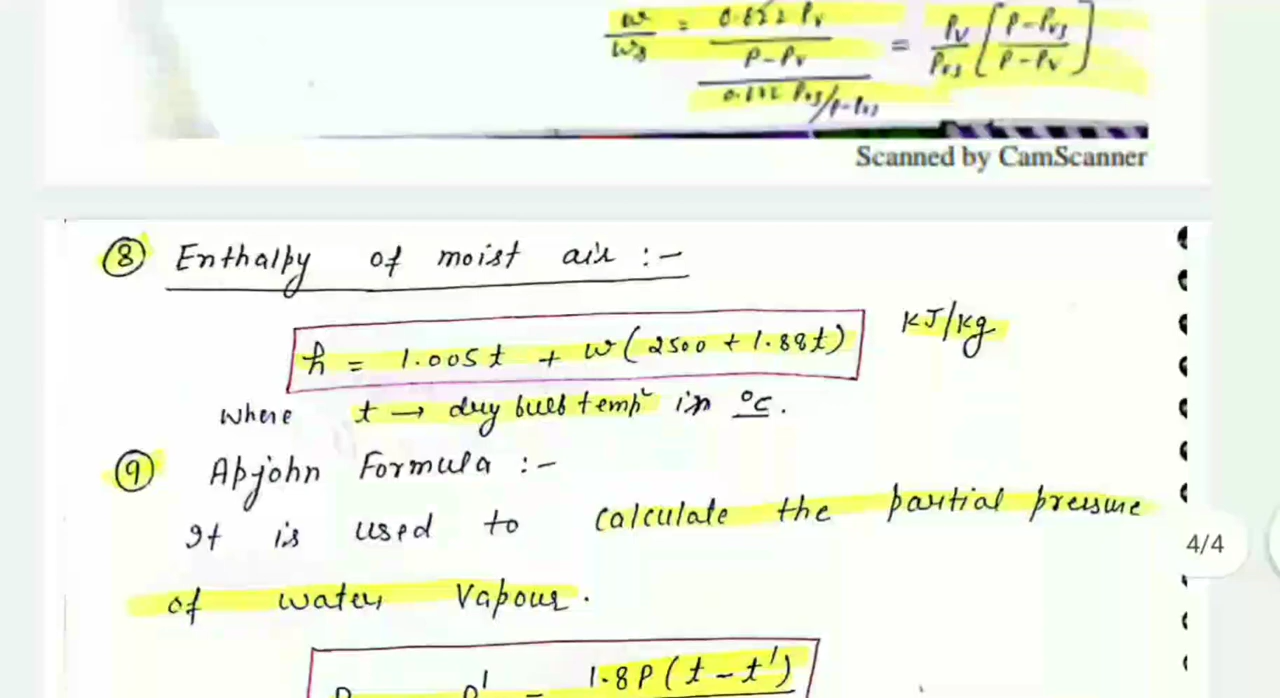 w/ws = (0.622 Pv / P-Pv) / (0.622 Pvs/P-Pvs) = Pv/Pvs [P-Pvs / P-Pv]
Scanned by CamScanner
⑧ Enthalpy of moist air :-
h = 1.005t + w(2500 + 1.88t) KJ/kg
where t → dry bulb tempr in °c.
⑨ Apjohn Formula :-
It is used to calculate the partial pressure
4/4
of water vapour.
P' - 1.8P(t-t')